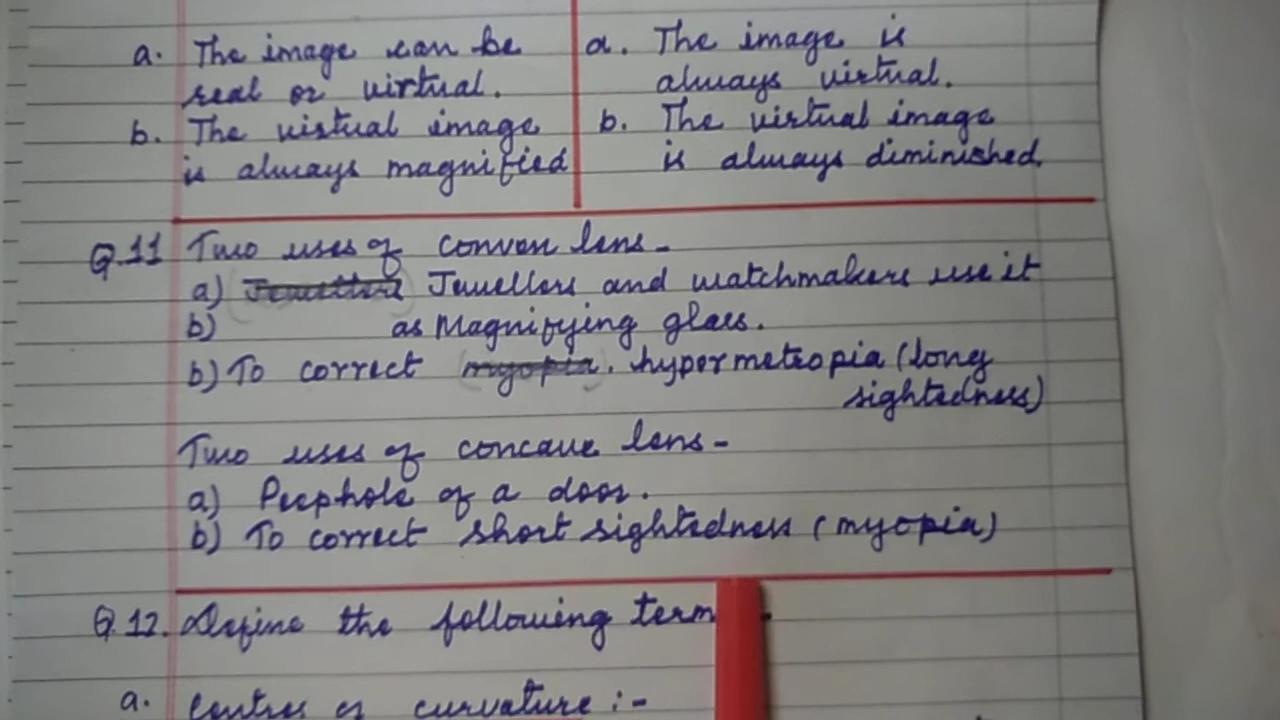 a. The image can be
real or virtual.
b. The virtual image
is always magnified
a. The image is
always virtual.
b. The virtual image
is always diminished.
Q.11 Two uses of convex lens -
a) Jewellers and watchmakers use it
b) as Magnifying glass.
b) To correct myopia. hypermetropia (long
sightedness)
Two uses of concave lens -
a) Peephole of a door.
b) To correct short sightedness (myopia)
Q.12. Define the following term -
a. Centre of curvature :-